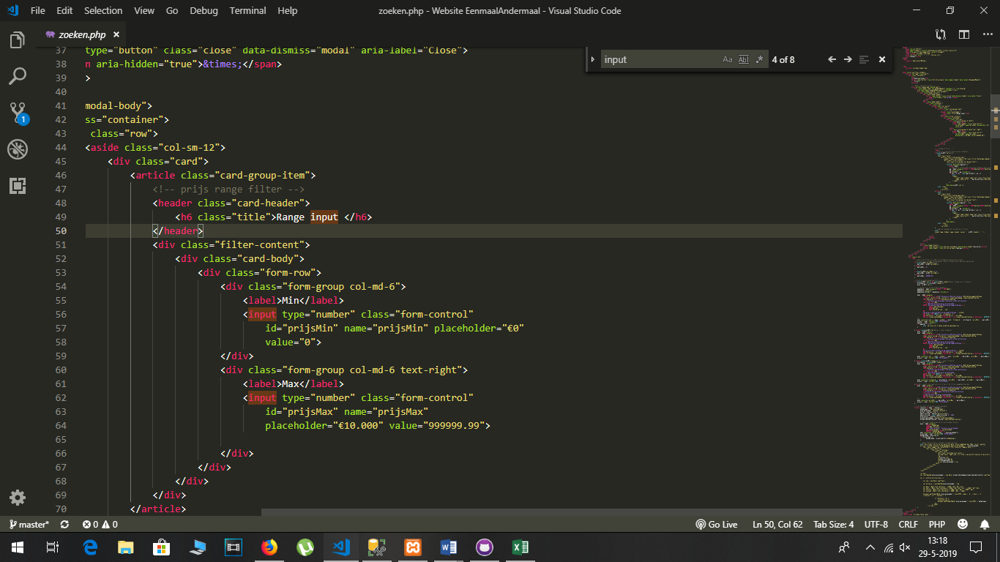 File Edit Selection View Go Debug Terminal Help
zoeken.php - Website EenmaalAndermaal - Visual Studio Code
zoeken.php
input
Aa Abl .*
4 of 8
37 type="button" class="close" data-dismiss="modal" aria-label="Close">
38 n aria-hidden="true">&times;</span>
39 >
40
41 modal-body">
42 ss="container">
43 class="row">
44 <aside class="col-sm-12">
45 <div class="card">
46 <article class="card-group-item">
47 <!-- prijs range filter -->
48 <header class="card-header">
49 <h6 class="title">Range input </h6>
50 </header>
51 <div class="filter-content">
52 <div class="card-body">
53 <div class="form-row">
54 <div class="form-group col-md-6">
55 <label>Min</label>
56 <input type="number" class="form-control"
57 id="prijsMin" name="prijsMin" placeholder="€0"
58 value="0">
59 </div>
60 <div class="form-group col-md-6 text-right">
61 <label>Max</label>
62 <input type="number" class="form-control"
63 id="prijsMax" name="prijsMax"
64 placeholder="€10.000" value="999999.99">
65
66 </div>
67 </div>
68 </div>
69 </div>
70 </article>
1
master*
0 0
Go Live
Ln 50, Col 62
Tab Size: 4
UTF-8
CRLF
PHP
13:18
29-5-2019